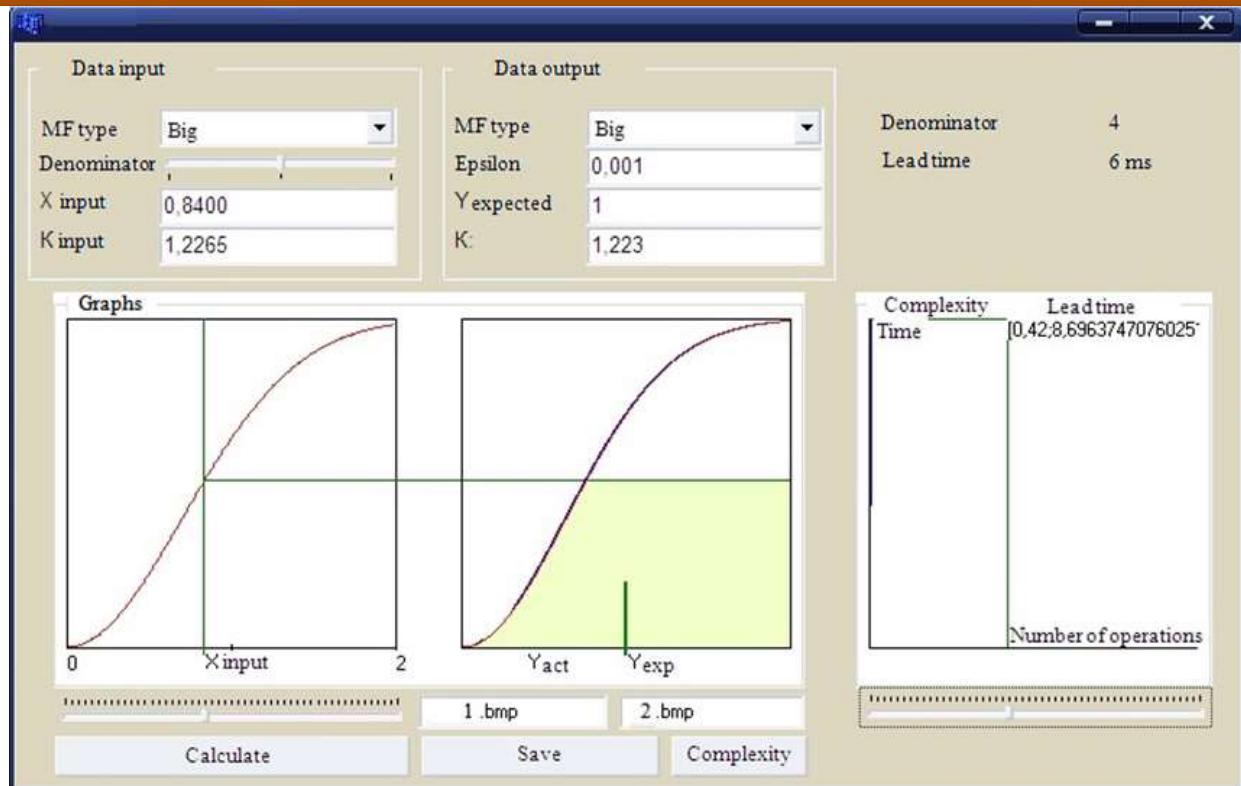 Data input
MF type Big
Denominator
X input 0,8400
K input 1,2265
Data output
MF type Big
Epsilon 0,001
Y expected 1
K: 1,223
Denominator 4
Lead time 6 ms
Graphs
0 X input 2
Yact Yexp
Complexity Lead time
Time [0,42;8,6963747076025
Number of operations
1 .bmp 2 .bmp
Calculate Save Complexity